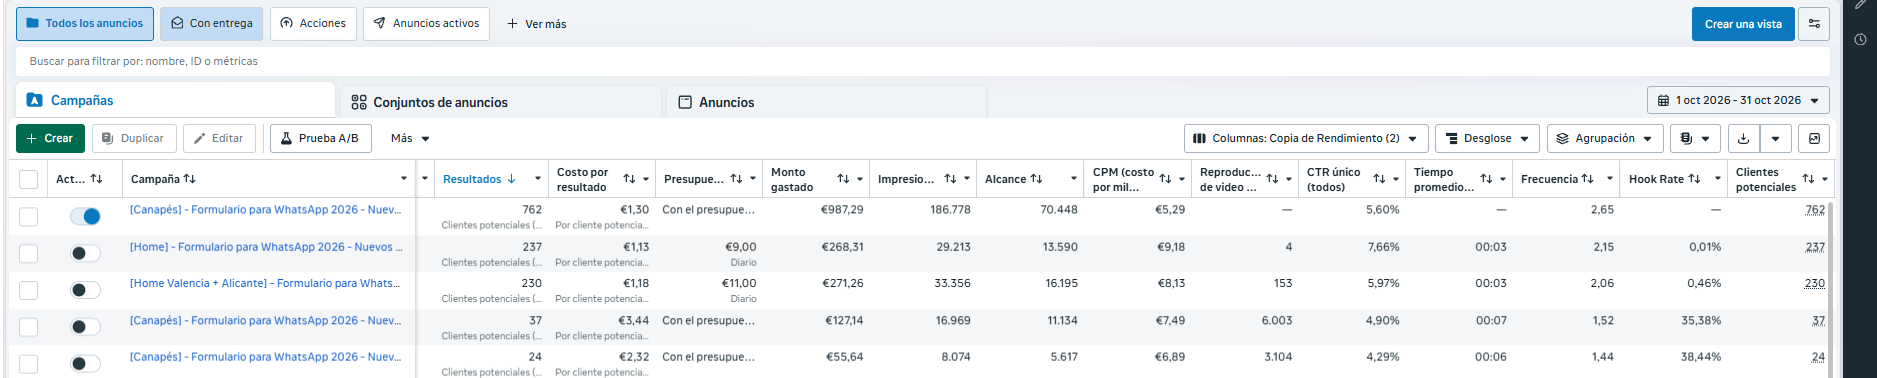 Todos los anuncios Con entrega Acciones Anuncios activos + Ver más Crear una vista
Buscar para filtrar por: nombre, ID o métricas
Campañas Conjuntos de anuncios Anuncios 1 oct 2026 - 31 oct 2026
+ Crear Duplicar Editar Prueba A/B Más Columnas: Copia de Rendimiento (2) Desglose Agrupación
Act... Campaña Resultados Costo por resultado Presupue... Monto gastado Impresio... Alcance CPM (costo por mil... Reproduc... de video ... CTR único (todos) Tiempo promedio... Frecuencia Hook Rate Clientes potenciales
[Canapés] - Formulario para WhatsApp 2026 - Nuev... 762 €1,30 Con el presupue... €987,29 186.778 70.448 €5,29 — 5,60% — 2,65 — 762
Clientes potenciales (... Por cliente potencia...
[Home] - Formulario para WhatsApp 2026 - Nuevos ... 237 €1,13 €9,00 €268,31 29.213 13.590 €9,18 4 7,66% 00:03 2,15 0,01% 237
Clientes potenciales (... Por cliente potencia... Diario
[Home Valencia + Alicante] - Formulario para Whats... 230 €1,18 €11,00 €271,26 33.356 16.195 €8,13 153 5,97% 00:03 2,06 0,46% 230
Clientes potenciales (... Por cliente potencia... Diario
[Canapés] - Formulario para WhatsApp 2026 - Nuev... 37 €3,44 Con el presupue... €127,14 16.969 11.134 €7,49 6.003 4,90% 00:07 1,52 35,38% 37
Clientes potenciales (... Por cliente potencia...
[Canapés] - Formulario para WhatsApp 2026 - Nuev... 24 €2,32 Con el presupue... €55,64 8.074 5.617 €6,89 3.104 4,29% 00:06 1,44 38,44% 24
Clientes potenciales (... Por cliente potencia...